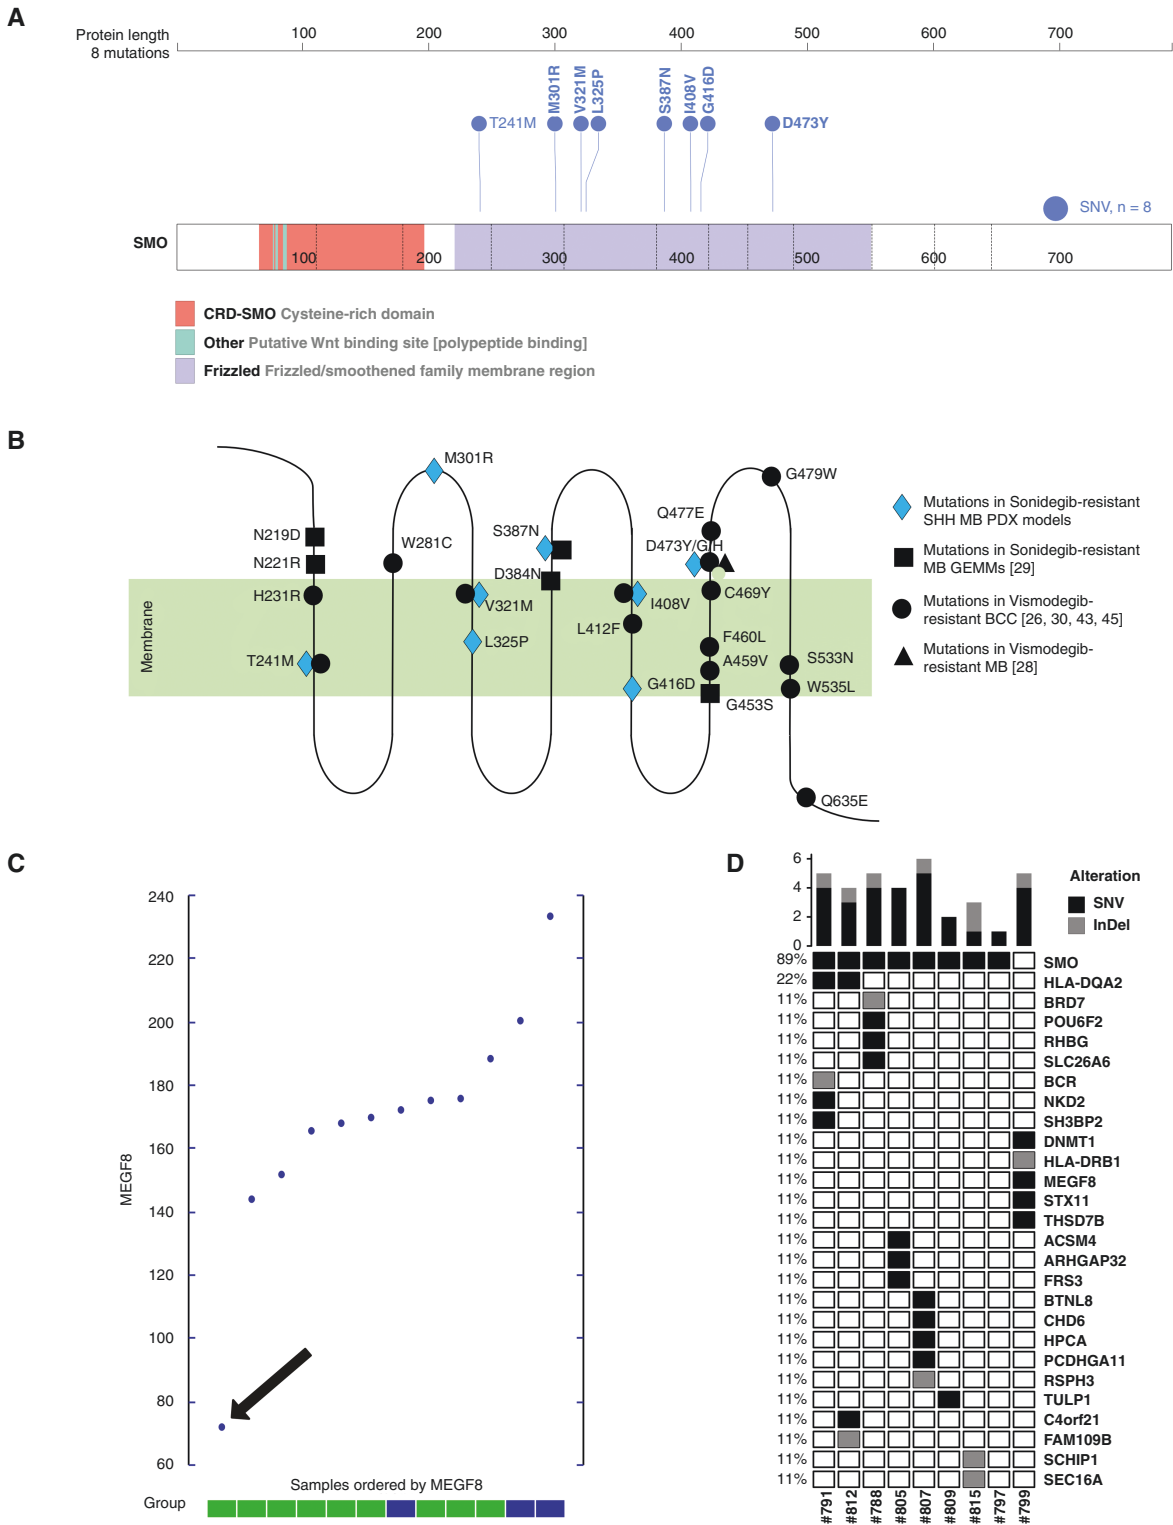 A
Protein length
8 mutations
100 200 300 400 500 600 700
T241M
M301R
V321M
L325P
S387N
I408V
G416D
D473Y
SNV, n = 8
SMO
100 200 300 400 500 600 700
CRD-SMO Cysteine-rich domain
Other Putative Wnt binding site [polypeptide binding]
Frizzled Frizzled/smoothened family membrane region
B
Membrane
N219D
N221R
H231R
T241M
W281C
M301R
V321M
L325P
S387N
D384N
I408V
L412F
G416D
Q477E
D473Y/G/H
C469Y
F460L
A459V
G453S
G479W
S533N
W535L
Q635E
Mutations in Sonidegib-resistant
SHH MB PDX models
Mutations in Sonidegib-resistant
MB GEMMs [29]
Mutations in Vismodegib-
resistant BCC [26, 30, 43, 45]
Mutations in Vismodegib-
resistant MB [28]
C
MEGF8
240
220
200
180
160
140
120
100
80
60
Samples ordered by MEGF8
Group
D
6
4
2
0
Alteration
SNV
InDel
89% SMO
22% HLA-DQA2
11% BRD7
11% POU6F2
11% RHBG
11% SLC26A6
11% BCR
11% NKD2
11% SH3BP2
11% DNMT1
11% HLA-DRB1
11% MEGF8
11% STX11
11% THSD7B
11% ACSM4
11% ARHGAP32
11% FRS3
11% BTNL8
11% CHD6
11% HPCA
11% PCDHGA11
11% RSPH3
11% TULP1
11% C4orf21
11% FAM109B
11% SCHIP1
11% SEC16A
#791 #812 #788 #805 #807 #809 #815 #797 #799